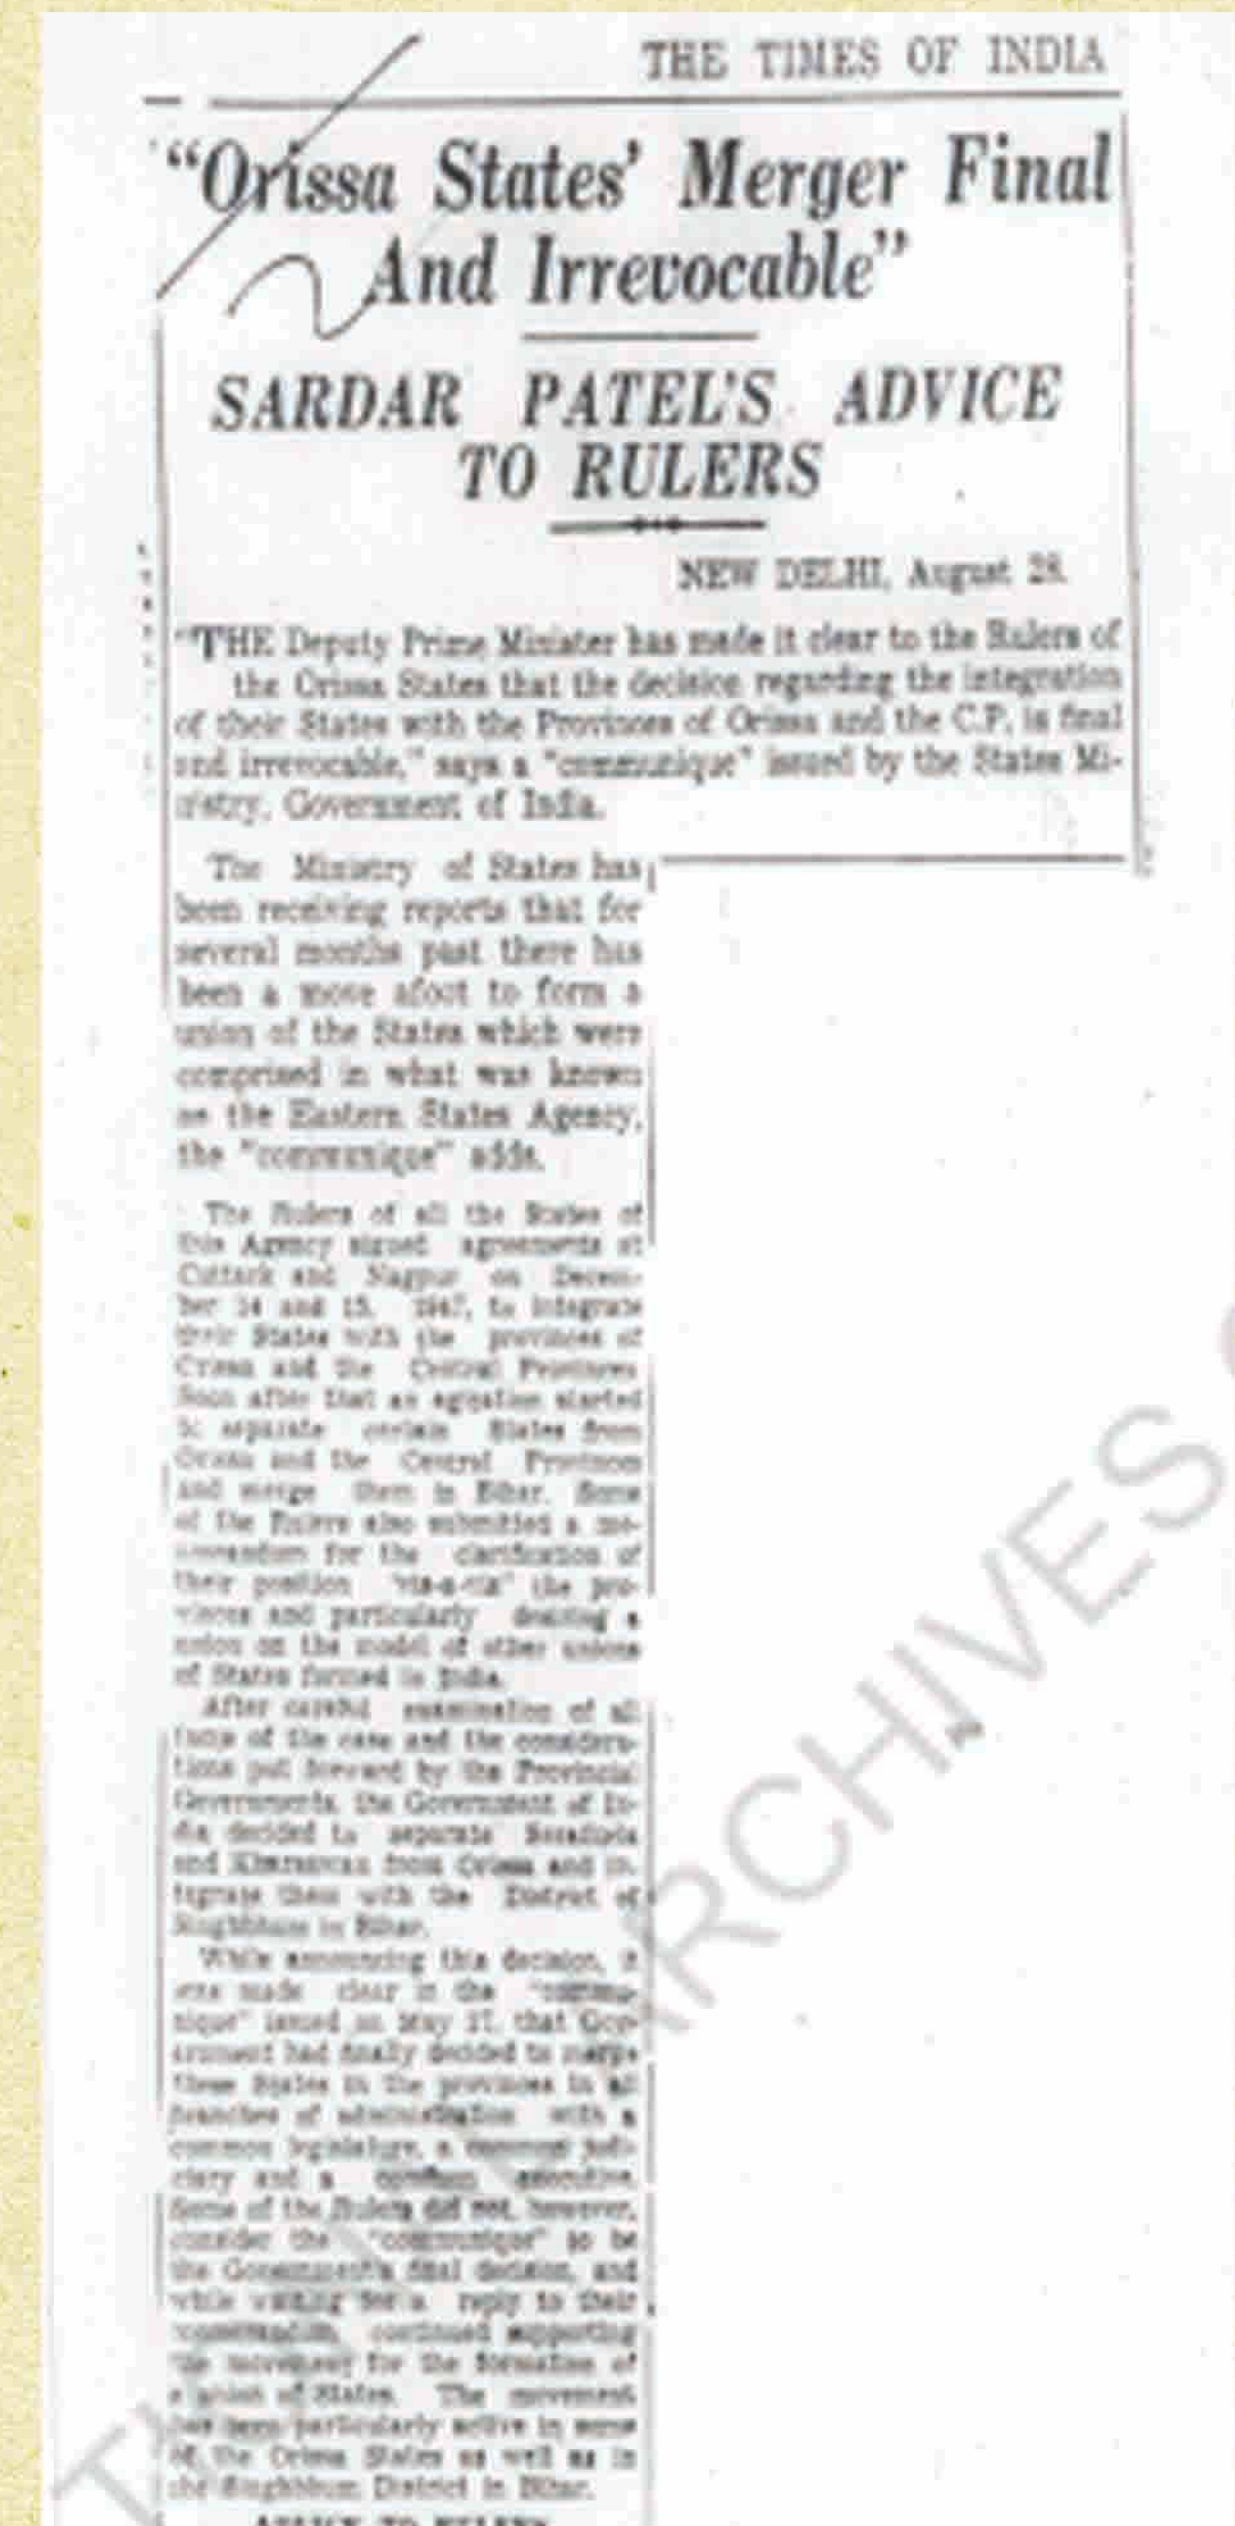 THE TIMES OF INDIA
"Orissa States' Merger Final
And Irrevocable"
SARDAR PATEL'S ADVICE
TO RULERS
NEW DELHI, August 28.
"THE Deputy Prime Minister has made it clear to the Rulers of
the Orissa States that the decision regarding the integration
of their States with the Provinces of Orissa and the C.P. is final
and irrevocable," says a "communique" issued by the States Mi-
nistry, Government of India.
The Ministry of States has
been receiving reports that for
several months past there has
been a move afoot to form a
union of the States which were
comprised in what was known
as the Eastern States Agency,
the "communique" adds.
The Rulers of all the States of
this Agency signed agreements at
Cuttack and Nagpur on Decem-
ber 14 and 15, 1947, to integrate
their States with the provinces of
Orissa and the Central Provinces.
Soon after that an agitation started
to separate certain States from
Orissa and the Central Provinces
and merge them in Bihar. Some
of the Rulers also submitted a me-
morandum for the clarification of
their position "vis-a-vis" the pro-
vinces and particularly desiring a
union on the model of other unions
of States formed in India.
After careful examination of all
facts of the case and the considera-
tions put forward by the Provincial
Governments, the Government of In-
dia decided to separate Seraikela
and Kharsawan from Orissa and in-
tegrate them with the District of
Singhbhum in Bihar.
While announcing this decision, it
was made clear in the "commu-
nique" issued on May 17, that Gov-
ernment had finally decided to merge
these States in the provinces in all
branches of administration with a
common legislature, a common judi-
ciary and a common executive.
Some of the Rulers did not, however,
consider the "communique" to be
the Government's final decision, and
while waiting for a reply to their
memorandum, continued supporting
the movement for the formation of
a union of States. The movement
has been particularly active in some
of the Orissa States as well as in
the Singhbhum District in Bihar.
ADVICE TO RULERS
ARCHIVES